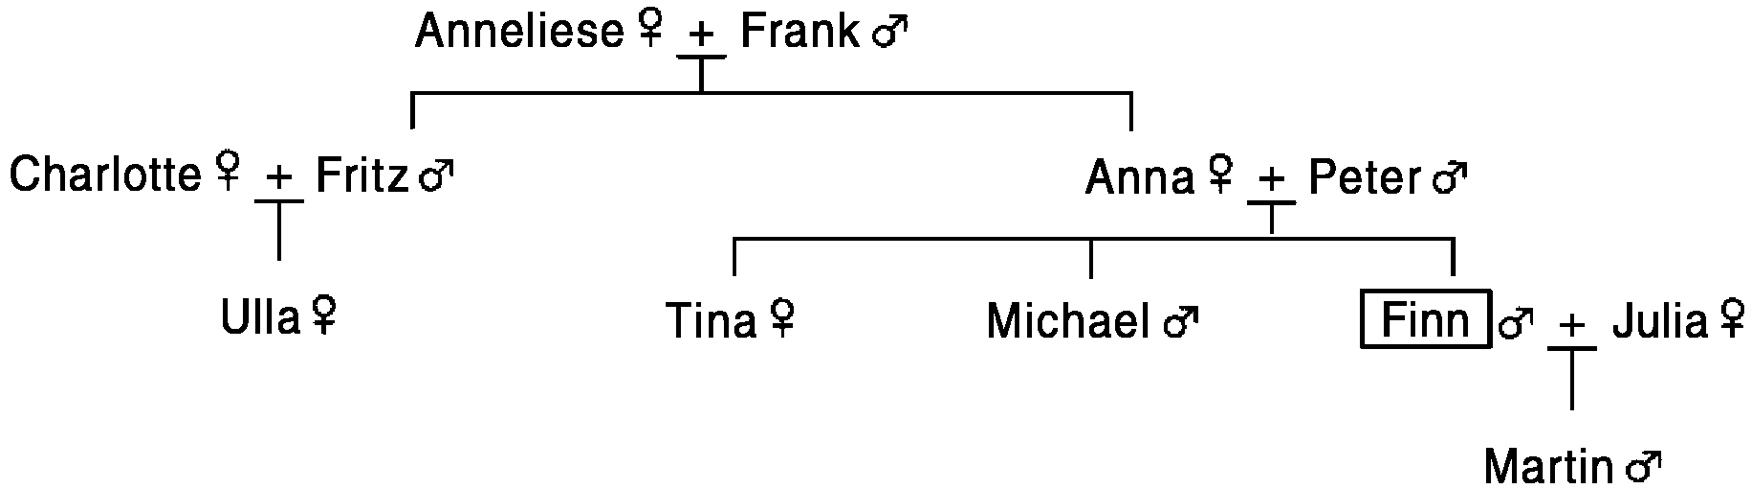 Anneliese ♀ + Frank ♂
Charlotte ♀ + Fritz ♂ Anna ♀ + Peter ♂
Ulla ♀ Tina ♀ Michael ♂ Finn ♂ + Julia ♀
Martin ♂